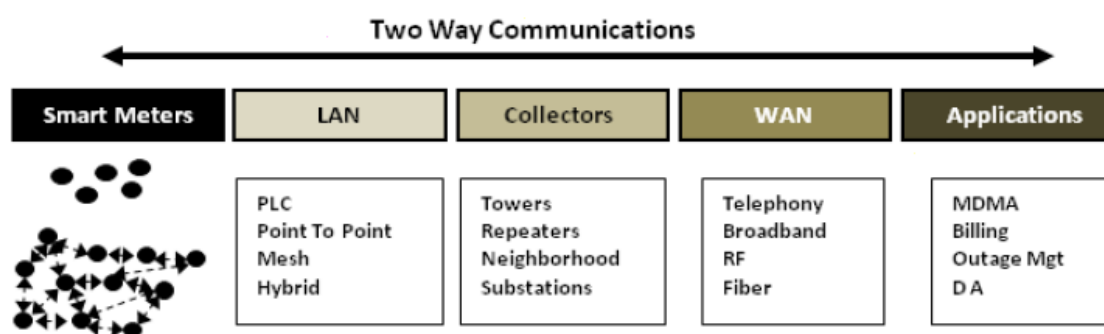 Two Way Communications
Smart Meters
LAN
Collectors
WAN
Applications
PLC
Point To Point
Mesh
Hybrid
Towers
Repeaters
Neighborhood
Substations
Telephony
Broadband
RF
Fiber
MDMA
Billing
Outage Mgt
D A